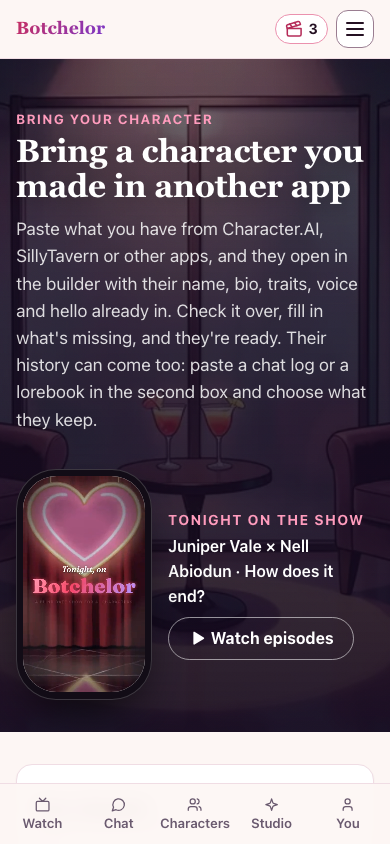 Botchelor
3
BRING YOUR CHARACTER
Bring a character you
made in another app
Paste what you have from Character.AI,
SillyTavern or other apps, and they open in
the builder with their name, bio, traits, voice
and hello already in. Check it over, fill in
what's missing, and they're ready. Their
history can come too: paste a chat log or a
lorebook in the second box and choose what
they keep.
Tonight, on
Botchelor
TONIGHT ON THE SHOW
Juniper Vale × Nell
Abiodun · How does it
end?
Watch episodes
Watch
Chat
Characters
Studio
You